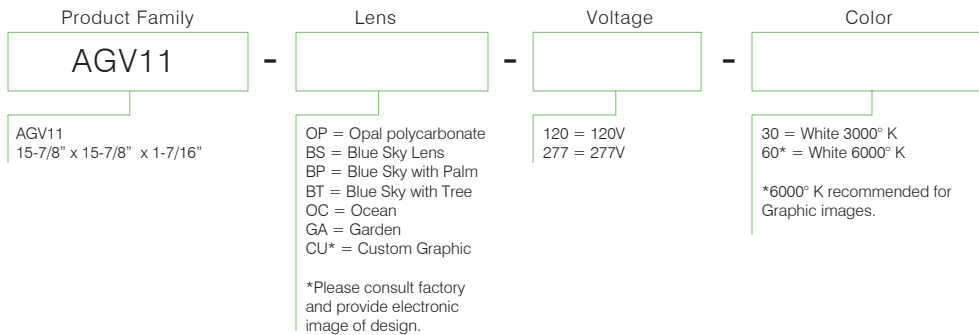 Product Family
AGV11
AGV11
15-7/8” x 15-7/8” x 1-7/16”
-
Lens
OP = Opal polycarbonate
BS = Blue Sky Lens
BP = Blue Sky with Palm
BT = Blue Sky with Tree
OC = Ocean
GA = Garden
CU* = Custom Graphic
*Please consult factory
and provide electronic
image of design.
-
Voltage
120 = 120V
277 = 277V
-
Color
30 = White 3000° K
60* = White 6000° K
*6000° K recommended for
Graphic images.